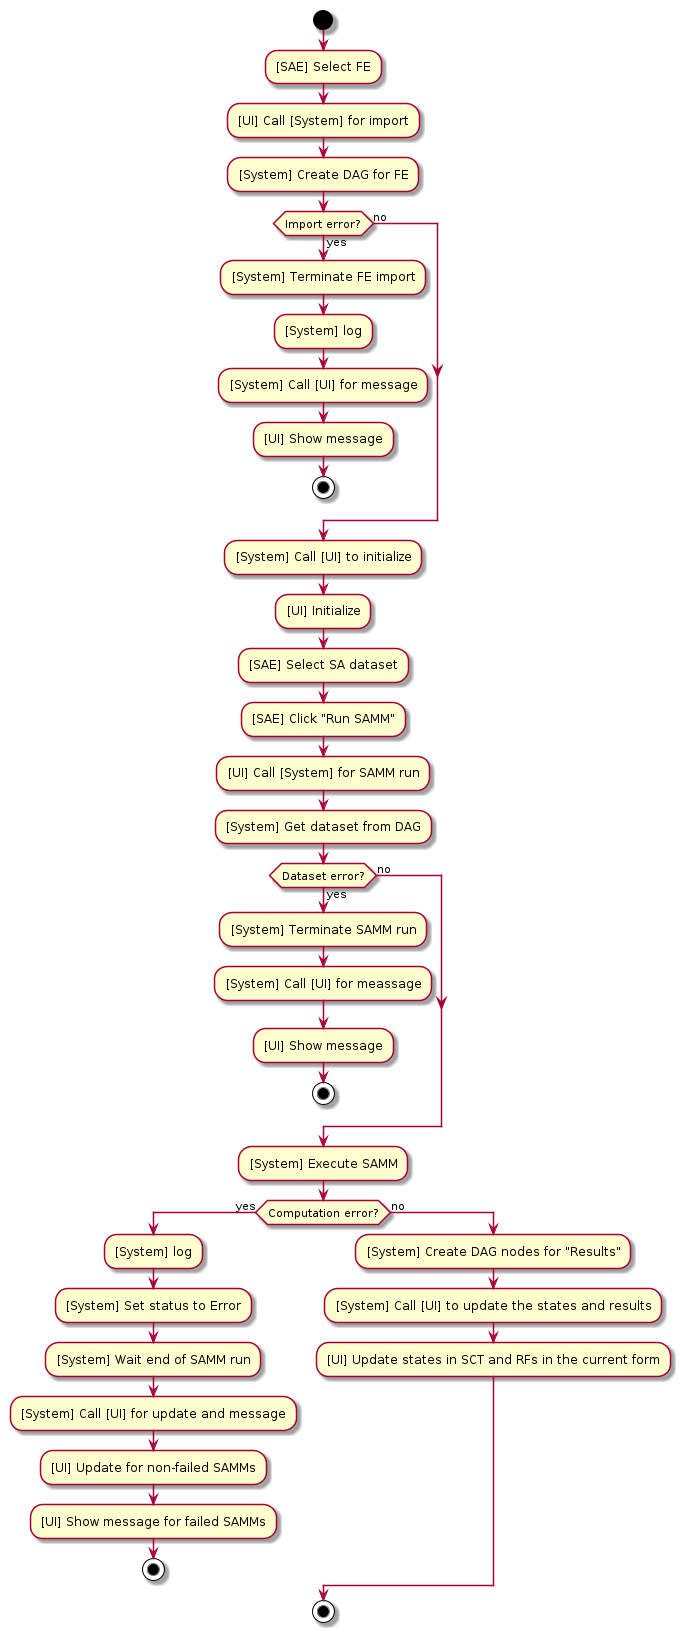 [SAE] Select FE
[UI] Call [System] for import
[System] Create DAG for FE
Import error?
no
yes
[System] Terminate FE import
[System] log
[System] Call [UI] for message
[UI] Show message
[System] Call [UI] to initialize
[UI] Initialize
[SAE] Select SA dataset
[SAE] Click "Run SAMM"
[UI] Call [System] for SAMM run
[System] Get dataset from DAG
Dataset error?
no
yes
[System] Terminate SAMM run
[System] Call [UI] for meassage
[UI] Show message
[System] Execute SAMM
yes
Computation error?
no
[System] log
[System] Set status to Error
[System] Wait end of SAMM run
[System] Call [UI] for update and message
[UI] Update for non-failed SAMMs
[UI] Show message for failed SAMMs
[System] Create DAG nodes for "Results"
[System] Call [UI] to update the states and results
[UI] Update states in SCT and RFs in the current form